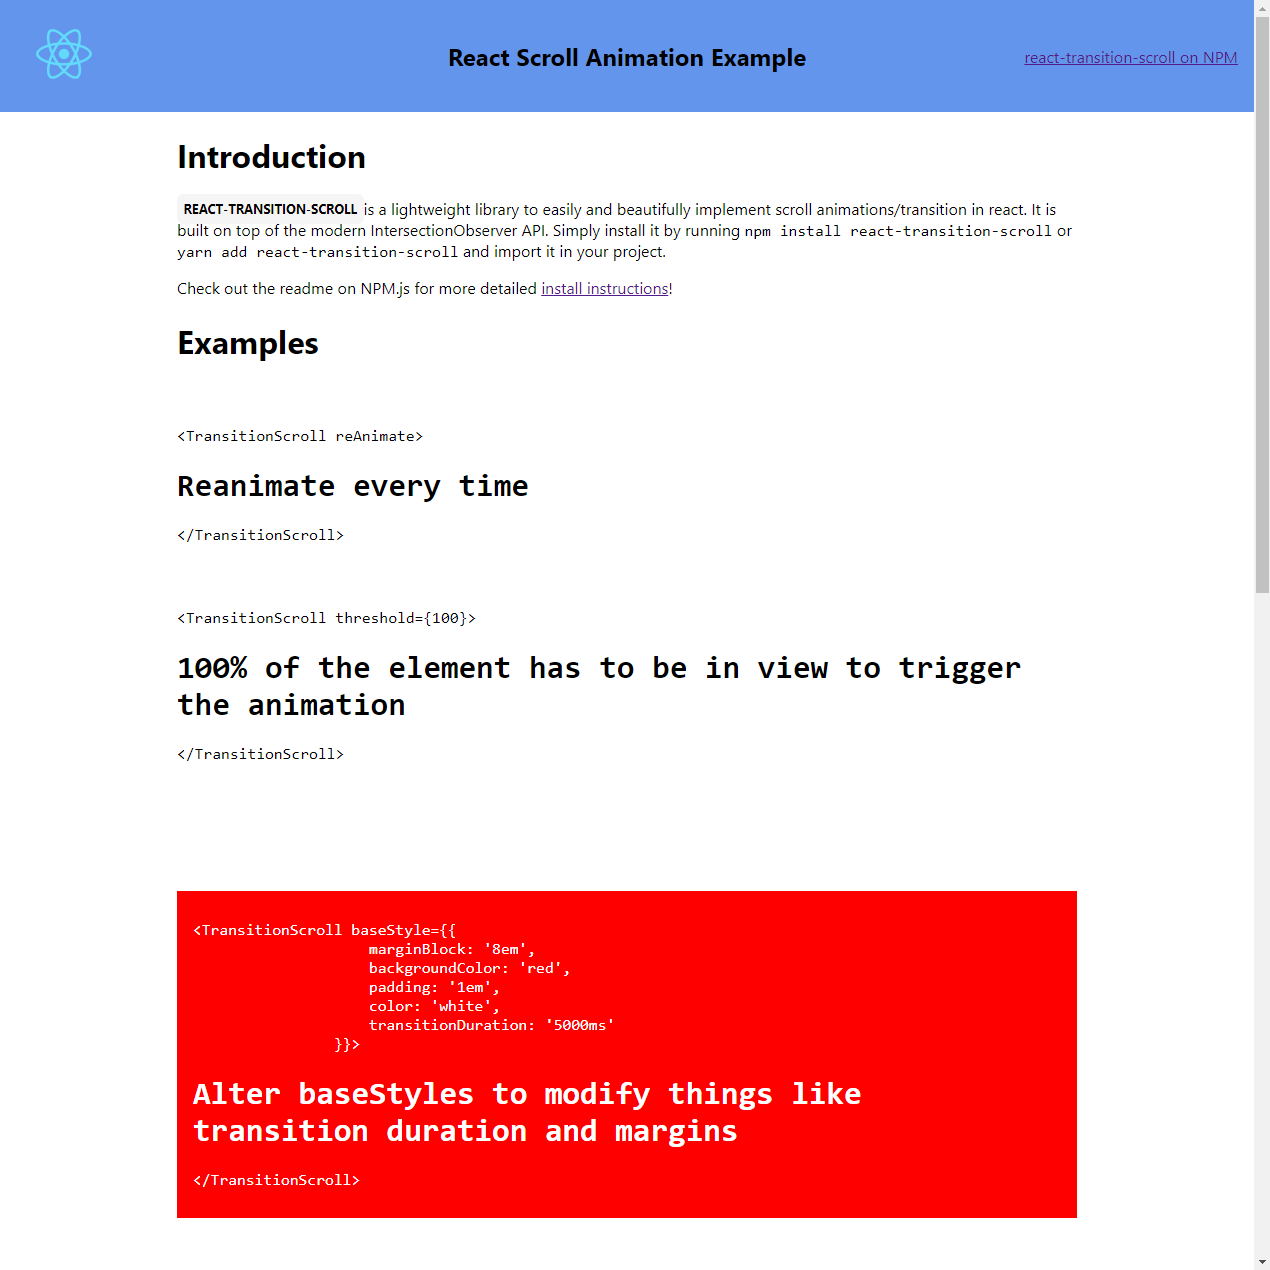 React Scroll Animation Example
react-transition-scroll on NPM
Introduction
REACT-TRANSITION-SCROLL is a lightweight library to easily and beautifully implement scroll animations/transition in react. It is
built on top of the modern IntersectionObserver API. Simply install it by running npm install react-transition-scroll or
yarn add react-transition-scroll and import it in your project.
Check out the readme on NPM.js for more detailed install instructions!
Examples
<TransitionScroll reAnimate>
Reanimate every time
</TransitionScroll>
<TransitionScroll threshold={100}>
100% of the element has to be in view to trigger
the animation
</TransitionScroll>
<TransitionScroll baseStyle={{
marginBlock: '8em',
backgroundColor: 'red',
padding: '1em',
color: 'white',
transitionDuration: '5000ms'
}}>
Alter baseStyles to modify things like
transition duration and margins
</TransitionScroll>